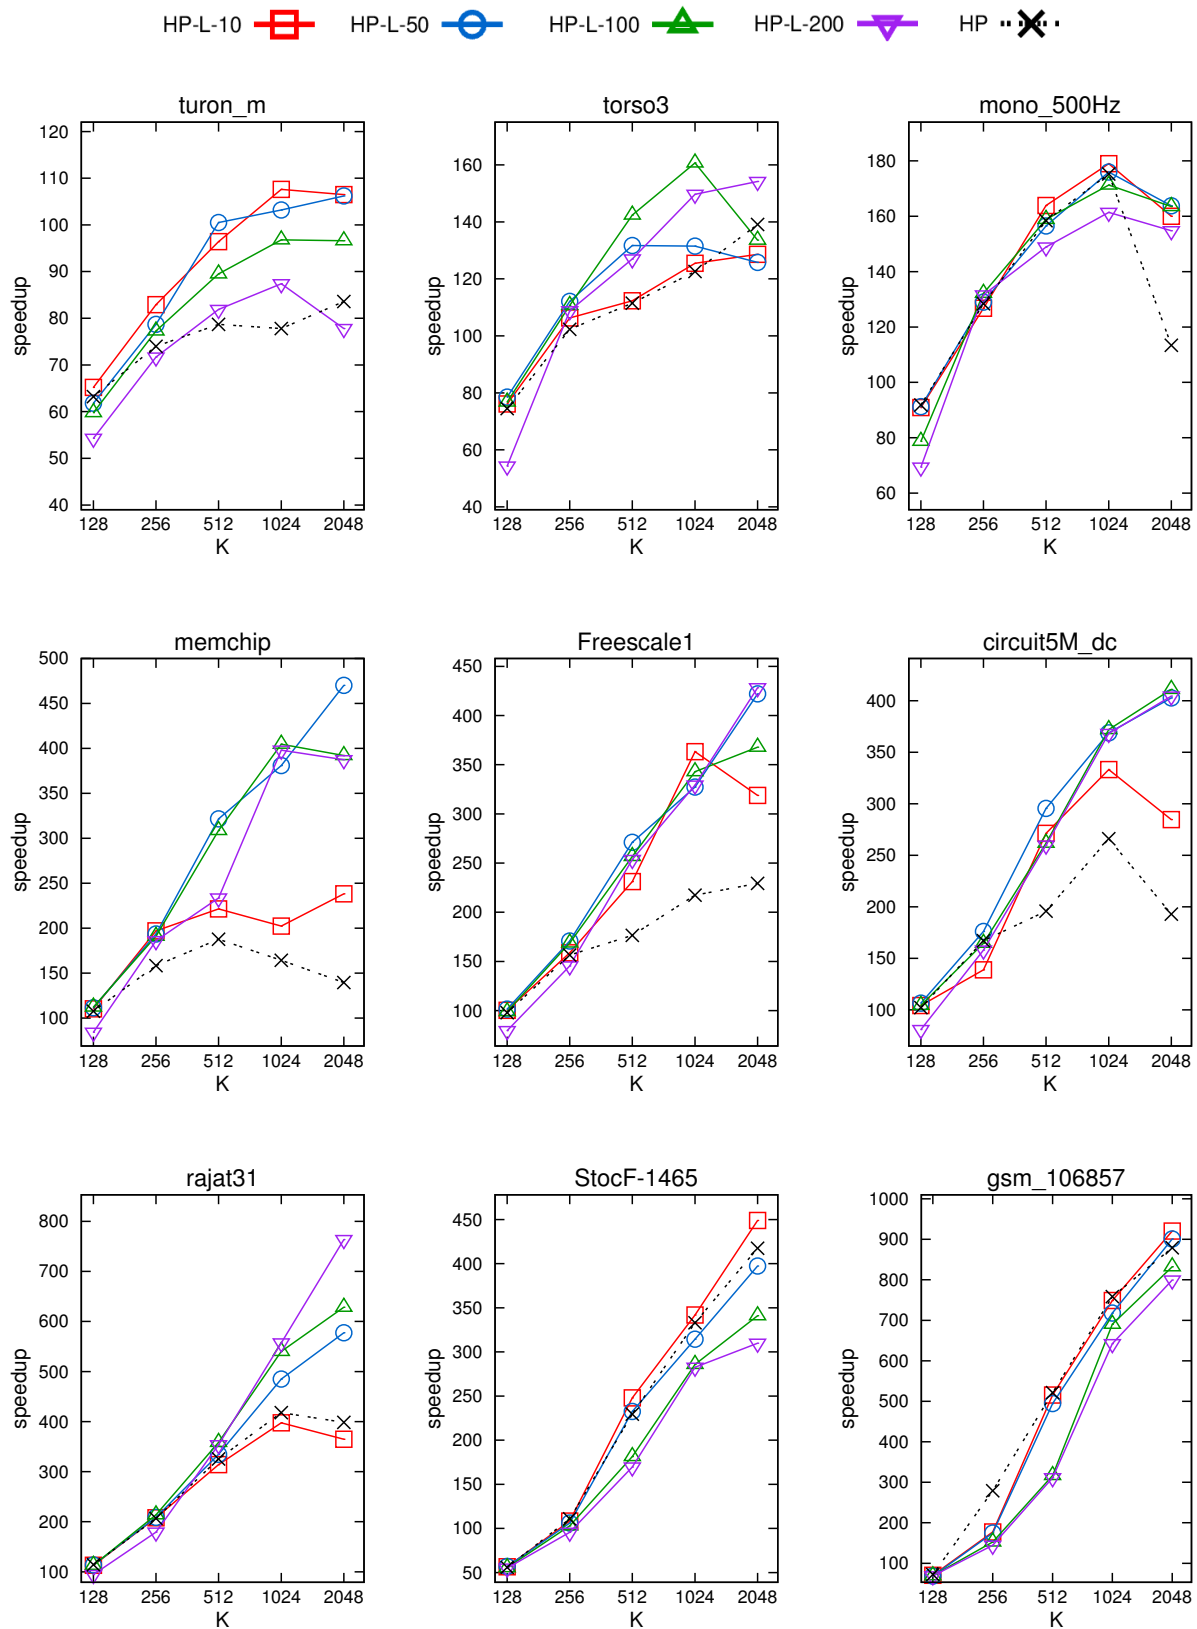 HP-L-10 HP-L-50 HP-L-100 HP-L-200 HP
turon_m torso3 mono_500Hz
120
110
100
90
80
70
60
50
40
speedup
128 256 512 1024 2048
K
160
140
120
100
80
60
40
speedup
128 256 512 1024 2048
K
180
160
140
120
100
80
60
speedup
128 256 512 1024 2048
K
memchip Freescale1 circuit5M_dc
500
450
400
350
300
250
200
150
100
speedup
128 256 512 1024 2048
K
450
400
350
300
250
200
150
100
speedup
128 256 512 1024 2048
K
400
350
300
250
200
150
100
speedup
128 256 512 1024 2048
K
rajat31 StocF-1465 gsm_106857
800
700
600
500
400
300
200
100
speedup
128 256 512 1024 2048
K
450
400
350
300
250
200
150
100
50
speedup
128 256 512 1024 2048
K
1000
900
800
700
600
500
400
300
200
100
speedup
128 256 512 1024 2048
K